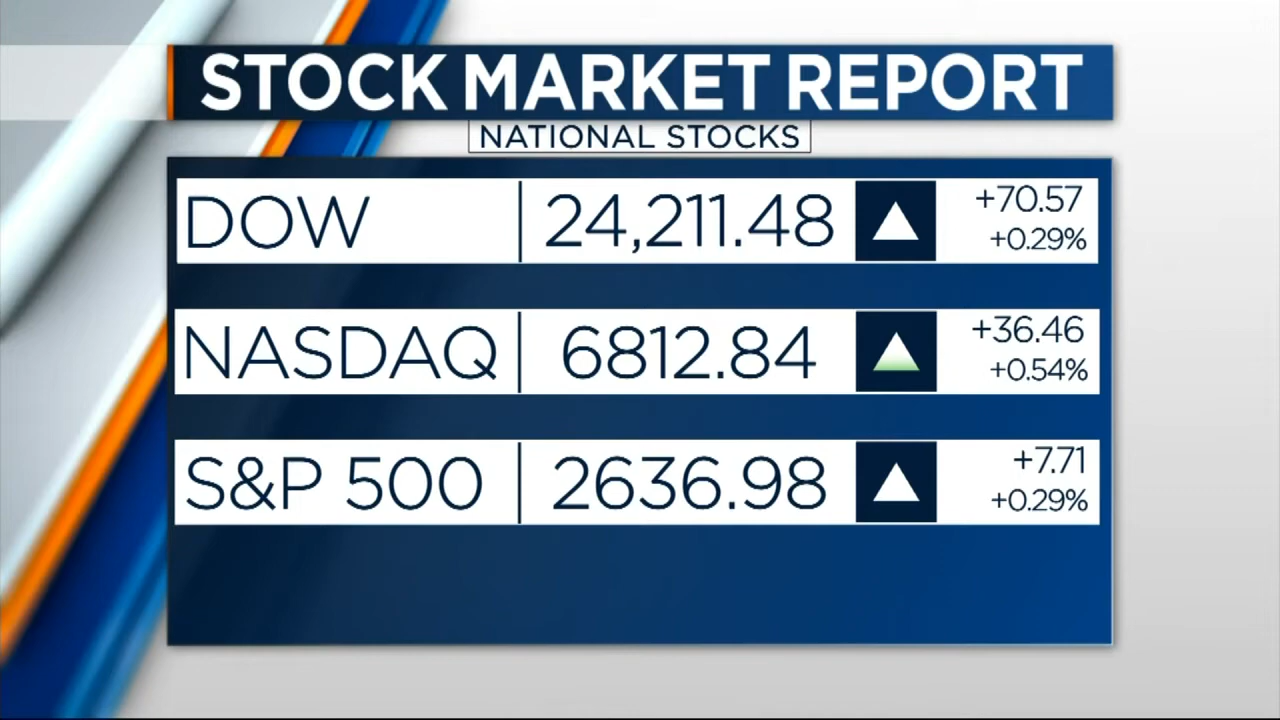 STOCK MARKET REPORT
NATIONAL STOCKS
DOW 24,211.48 +70.57
+0.29%
NASDAQ 6812.84 +36.46
+0.54%
S&P 500 2636.98 +7.71
+0.29%